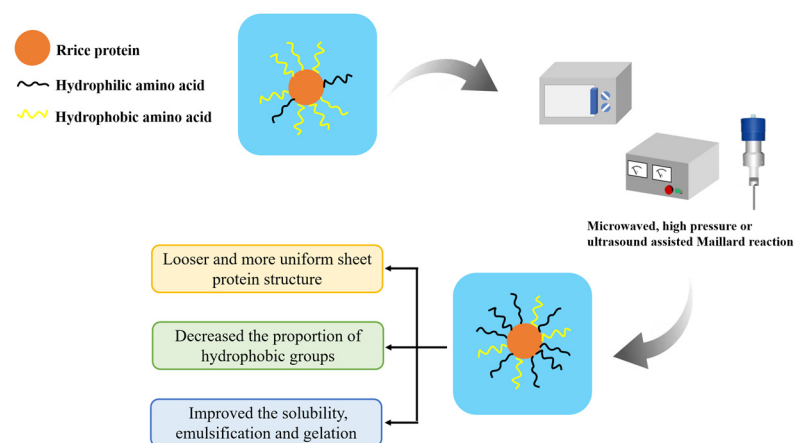 Rrice protein
Hydrophilic amino acid
Hydrophobic amino acid
Microwaved, high pressure or
ultrasound assisted Maillard reaction
Looser and more uniform sheet
protein structure
Decreased the proportion of
hydrophobic groups
Improved the solubility,
emulsification and gelation